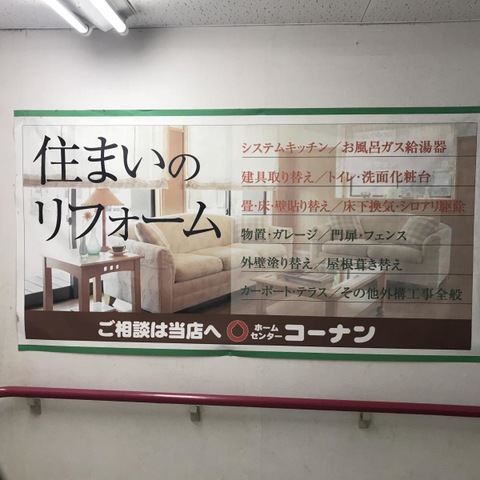 住まいの
リフォーム
システムキッチン/お風呂ガス給湯器
建具取り替え/トイレ・洗面化粧台
畳・床・壁貼り替え/床下換気・シロアリ駆除
物置・ガレージ/門扉・フェンス
外壁塗り替え/屋根葺き替え
カーポート・テラス/その他外構工事全般
ご相談は当店へ ホームセンター コーナン